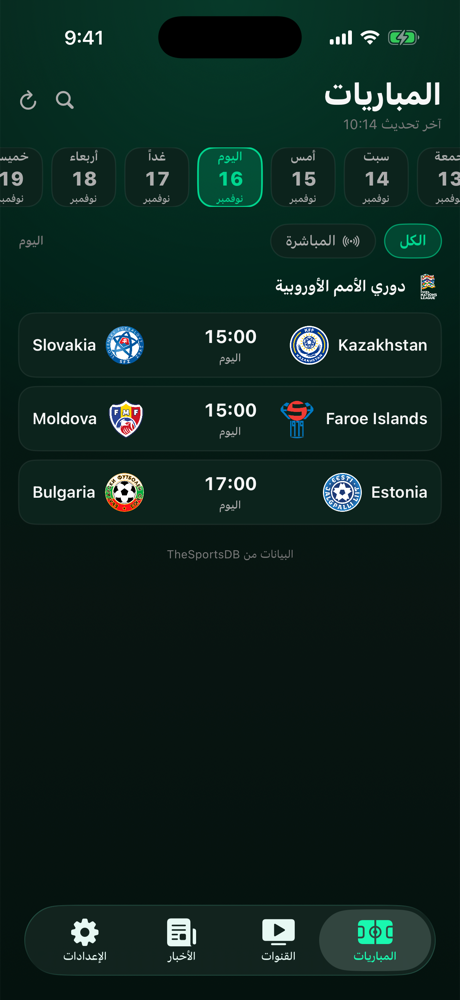 9:41
المباريات
آخر تحديث 10:14
جمعة 13 نوفمبر
سبت 14 نوفمبر
أمس 15 نوفمبر
اليوم 16 نوفمبر
غداً 17 نوفمبر
أربعاء 18 نوفمبر
خميس 19 نوفمبر
الكل
المباشرة
اليوم
دوري الأمم الأوروبية
Kazakhstan
15:00
اليوم
Slovakia
Faroe Islands
15:00
اليوم
Moldova
Estonia
17:00
اليوم
Bulgaria
البيانات من TheSportsDB
المباريات
القنوات
الأخبار
الإعدادات